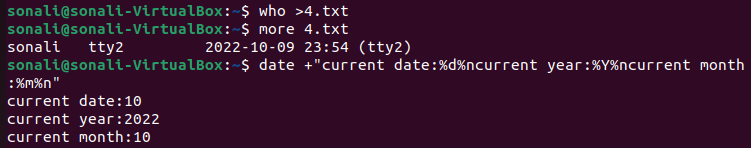 sonali@sonali-VirtualBox:~$ who >4.txt
sonali@sonali-VirtualBox:~$ more 4.txt
sonali   tty2         2022-10-09 23:54 (tty2)
sonali@sonali-VirtualBox:~$ date +"current date:%d%ncurrent year:%Y%ncurrent month
:%m%n"
current date:10
current year:2022
current month:10